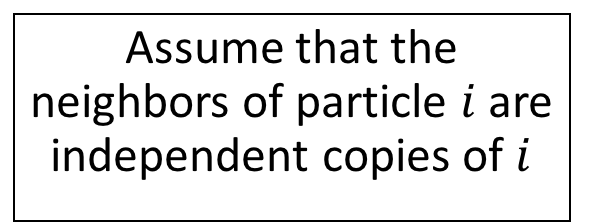 Assume that the
neighbors of particle 𝑖 are
independent copies of 𝑖